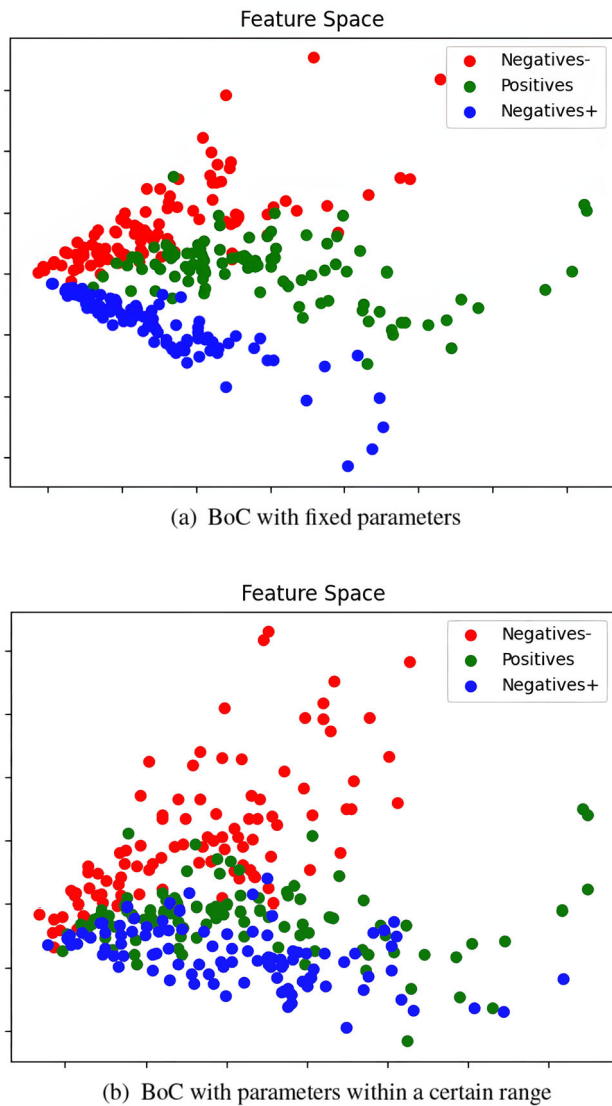 Feature Space
Negatives-
Positives
Negatives+
(a) BoC with fixed parameters
Feature Space
Negatives-
Positives
Negatives+
(b) BoC with parameters within a certain range